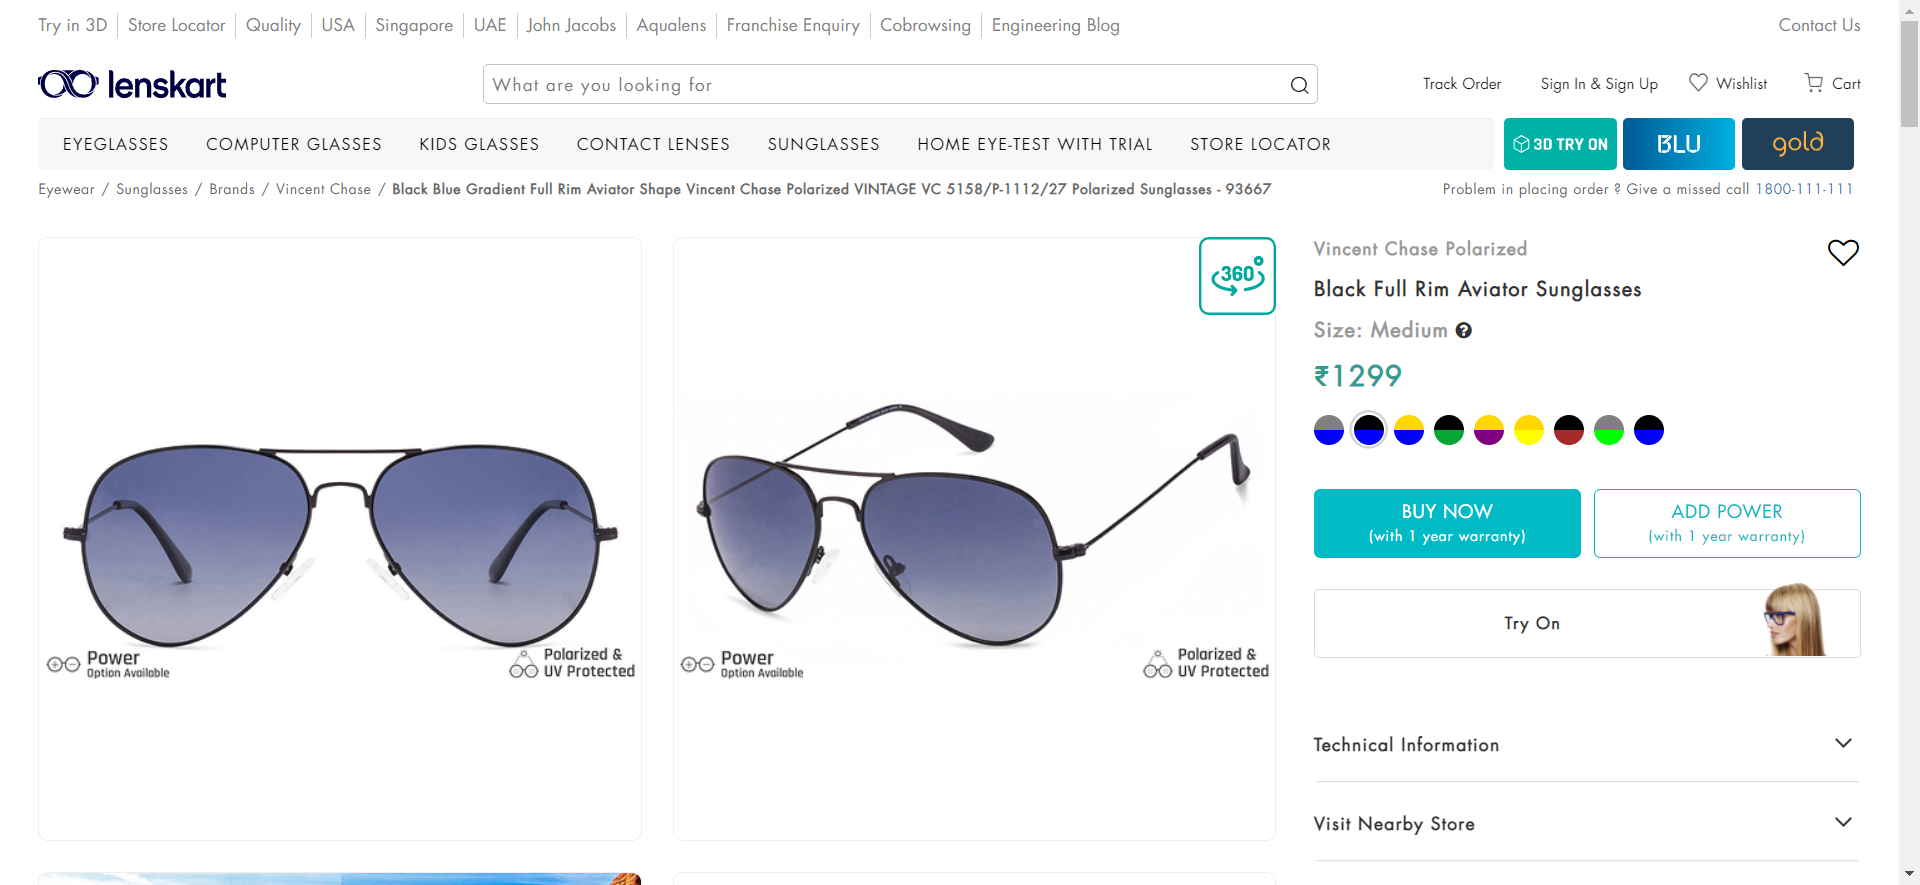 Try in 3D Store Locator Quality USA Singapore UAE John Jacobs Aqualens Franchise Enquiry Cobrowsing Engineering Blog Contact Us
lenskart What are you looking for Track Order Sign In & Sign Up Wishlist Cart
EYEGLASSES COMPUTER GLASSES KIDS GLASSES CONTACT LENSES SUNGLASSES HOME EYE-TEST WITH TRIAL STORE LOCATOR 3D TRY ON BLU gold
Eyewear / Sunglasses / Brands / Vincent Chase / Black Blue Gradient Full Rim Aviator Shape Vincent Chase Polarized VINTAGE VC 5158/P-1112/27 Polarized Sunglasses - 93667 Problem in placing order ? Give a missed call 1800-111-111
360°
Vincent Chase Polarized
Black Full Rim Aviator Sunglasses
Size: Medium ?
₹1299
BUY NOW
(with 1 year warranty)
ADD POWER
(with 1 year warranty)
Try On
Power
Option Available
Polarized &
UV Protected
Power
Option Available
Polarized &
UV Protected
Technical Information
Visit Nearby Store